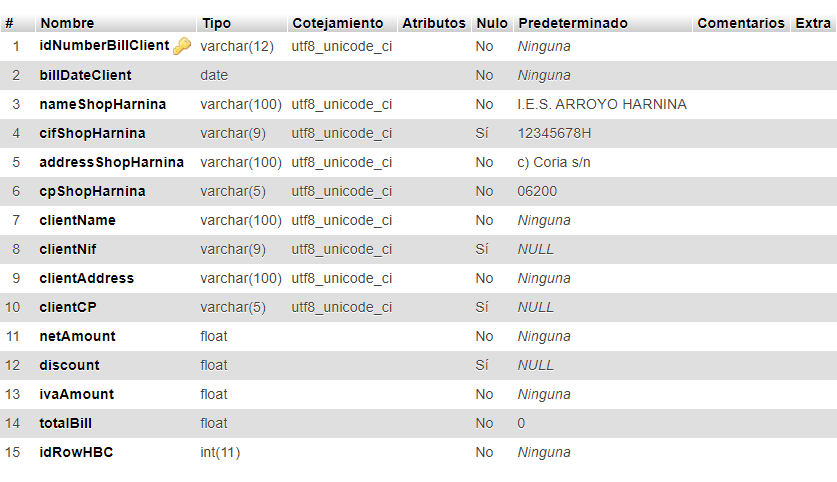 # Nombre Tipo Cotejamiento Atributos Nulo Predeterminado Comentarios Extra
1 idNumberBillClient varchar(12) utf8_unicode_ci No Ninguna
2 billDateClient date No Ninguna
3 nameShopHarnina varchar(100) utf8_unicode_ci No I.E.S. ARROYO HARNINA
4 cifShopHarnina varchar(9) utf8_unicode_ci Sí 12345678H
5 addressShopHarnina varchar(100) utf8_unicode_ci No c) Coria s/n
6 cpShopHarnina varchar(5) utf8_unicode_ci No 06200
7 clientName varchar(100) utf8_unicode_ci No Ninguna
8 clientNif varchar(9) utf8_unicode_ci Sí NULL
9 clientAddress varchar(100) utf8_unicode_ci No Ninguna
10 clientCP varchar(5) utf8_unicode_ci Sí NULL
11 netAmount float No Ninguna
12 discount float Sí NULL
13 ivaAmount float No Ninguna
14 totalBill float No 0
15 idRowHBC int(11) No Ninguna